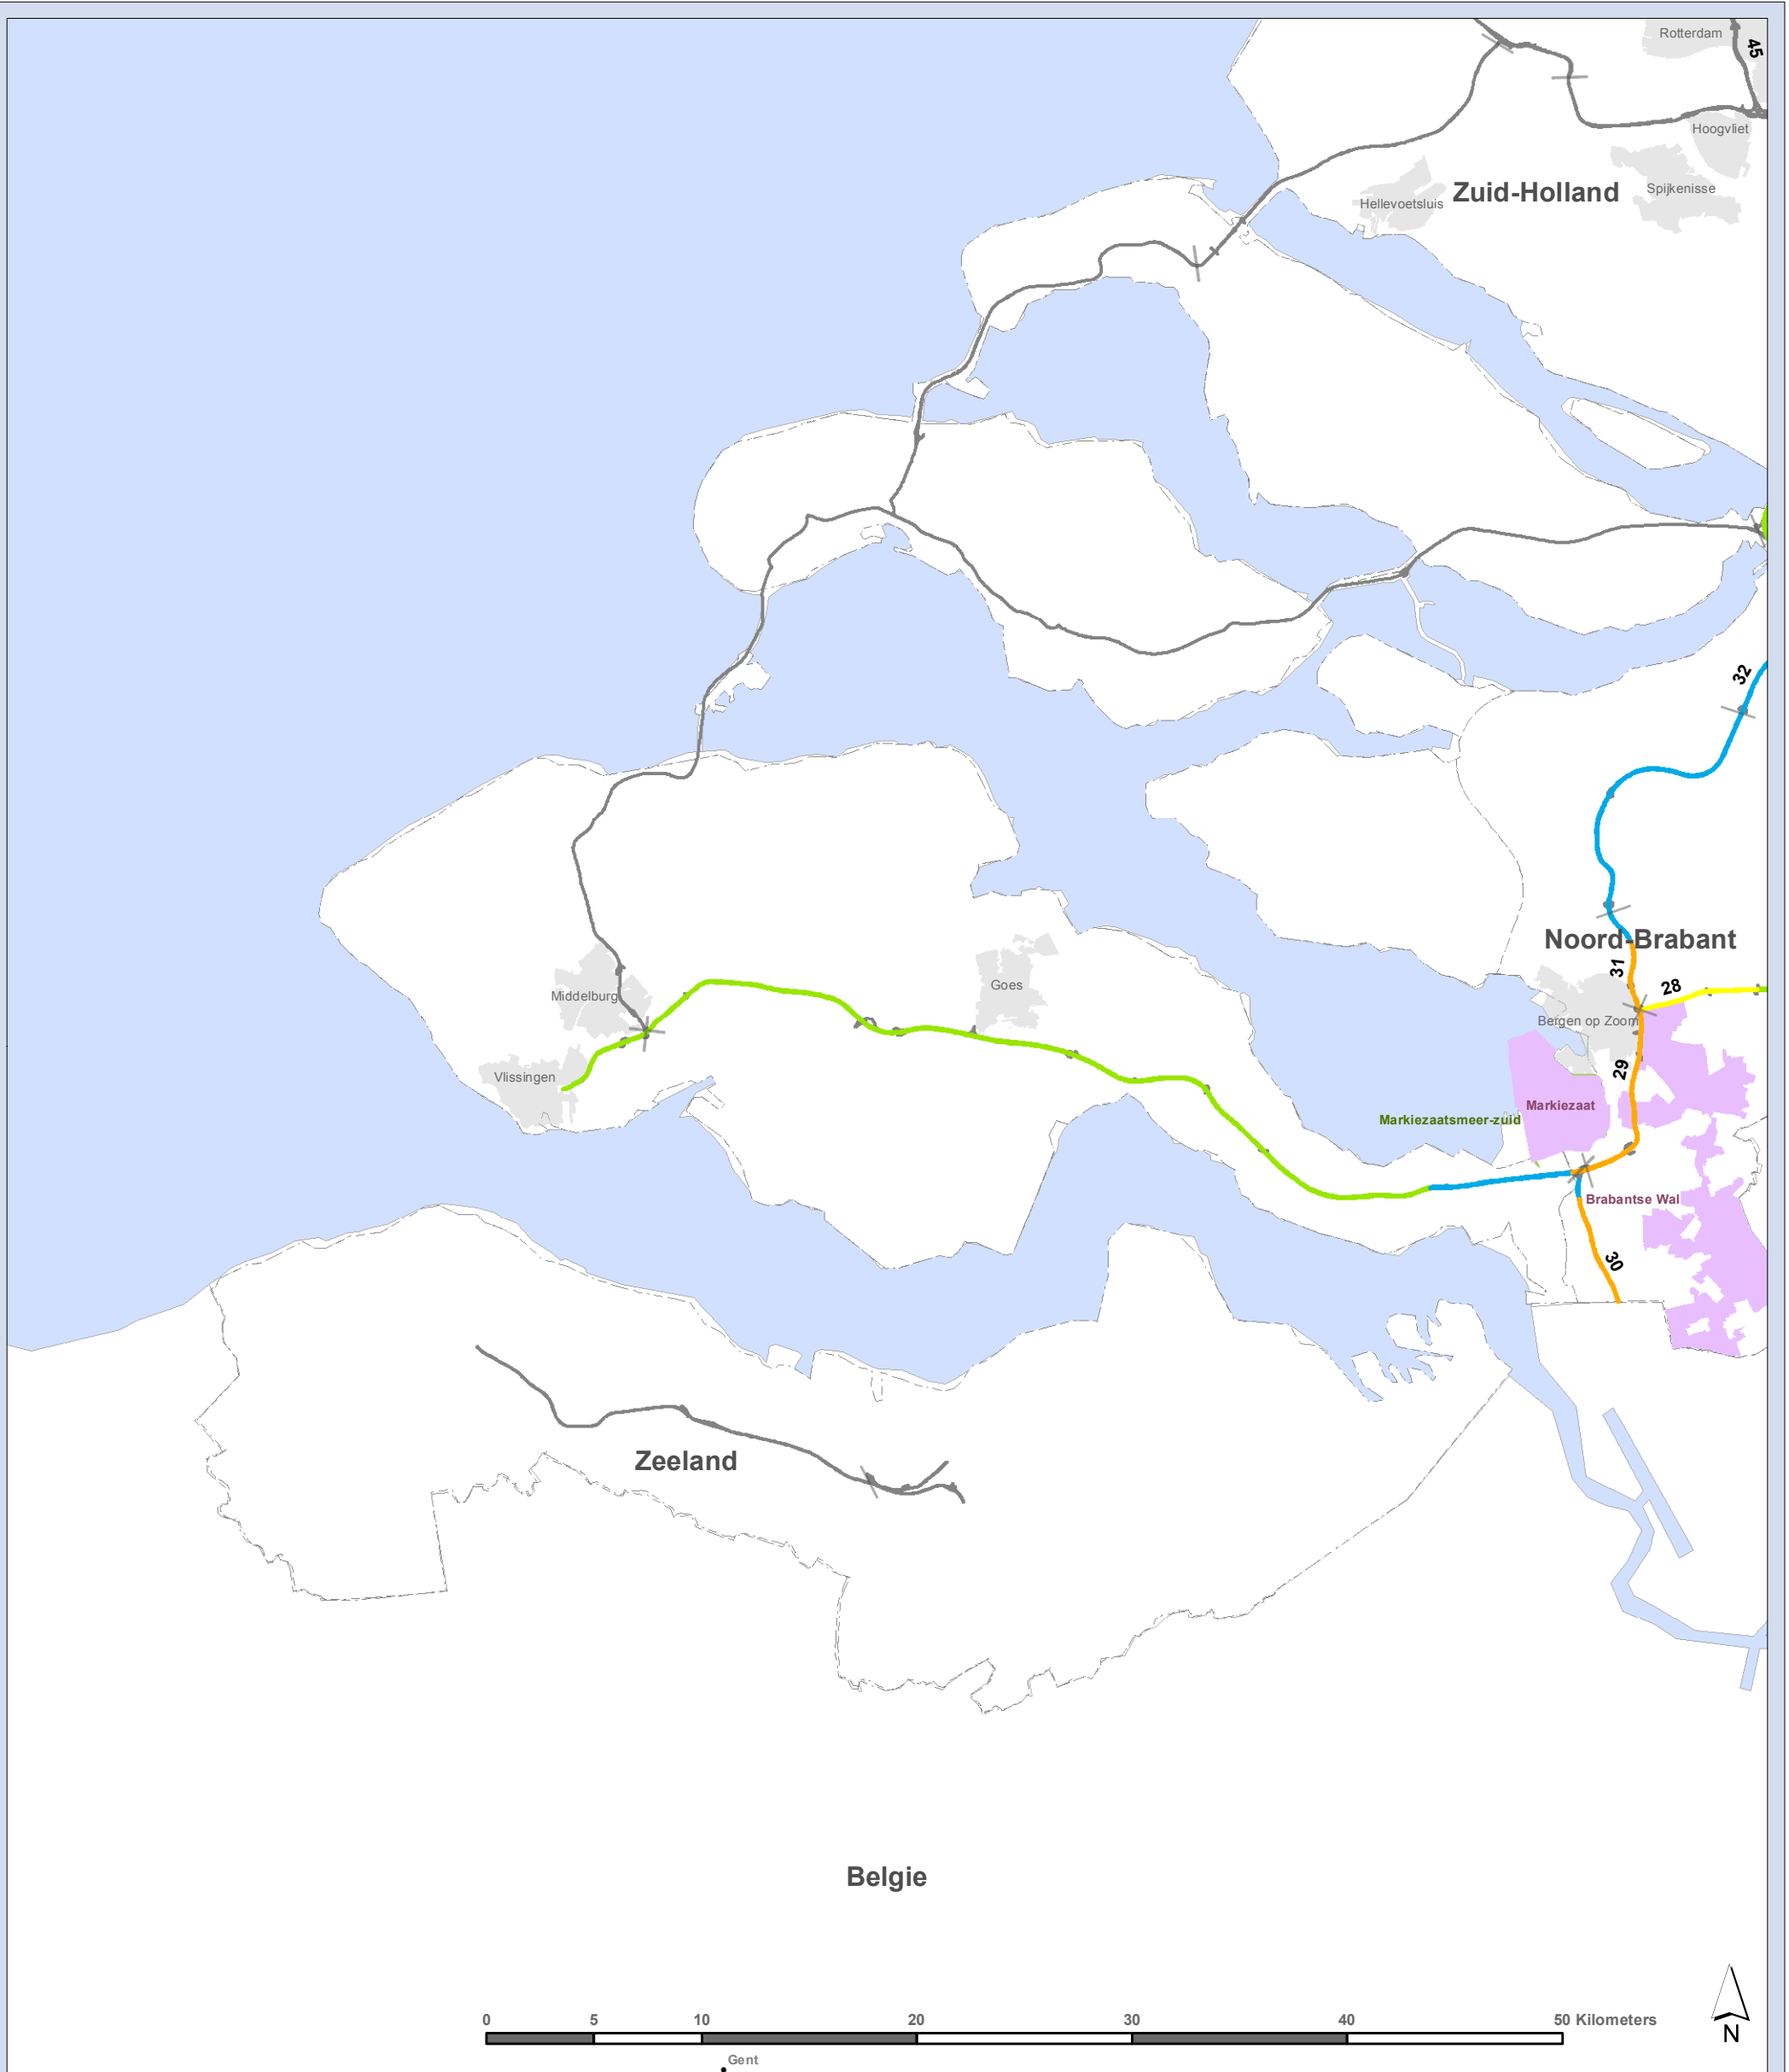 Rotterdam
45
Hoogvliet
Spijkenisse
Zuid-Holland
Hellevoetsluis
32
Noord-Brabant
31
28
Goes
Middelburg
Bergen op Zoom
29
Vlissingen
Markiezaat
Markiezaatsmeer-zuid
Brabantse Wal
30
Zeeland
Belgie
0 5 10 20 30 40 50 Kilometers
N
Gent